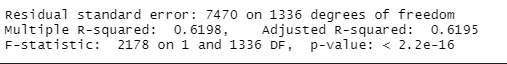 Residual standard error: 7470 on 1336 degrees of freedom
Multiple R-squared:  0.6198,    Adjusted R-squared:  0.6195
F-statistic:  2178 on 1 and 1336 DF,  p-value: < 2.2e-16